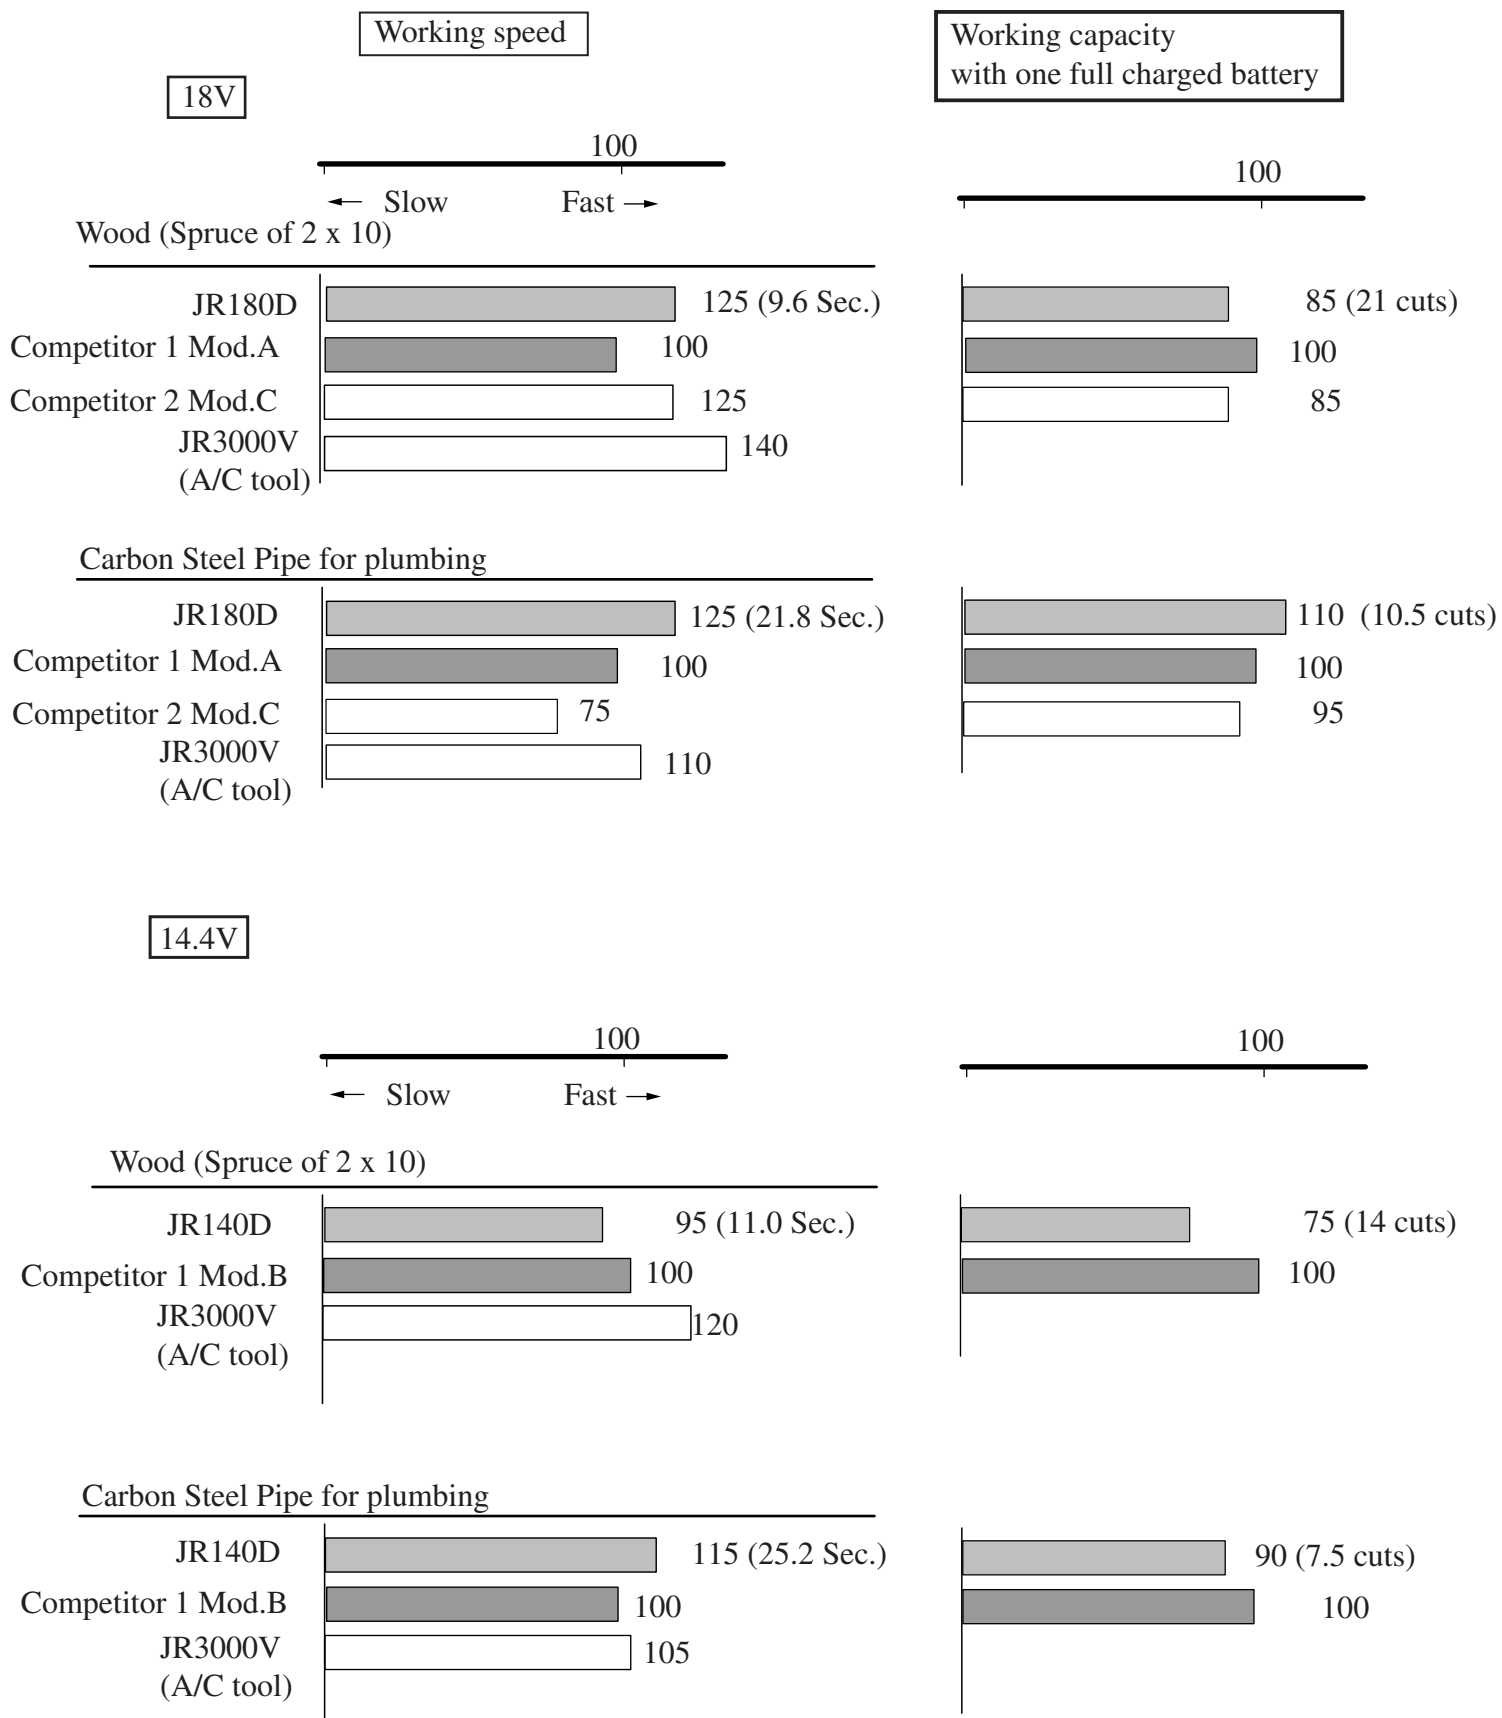 Working speed
Working capacity
with one full charged battery
18V
100
100
← Slow Fast →
Wood (Spruce of 2 x 10)
JR180D 125 (9.6 Sec.) 85 (21 cuts)
Competitor 1 Mod.A 100 100
Competitor 2 Mod.C 125 85
JR3000V 140
(A/C tool)
Carbon Steel Pipe for plumbing
JR180D 125 (21.8 Sec.) 110 (10.5 cuts)
Competitor 1 Mod.A 100 100
Competitor 2 Mod.C 75 95
JR3000V 110
(A/C tool)
14.4V
100 100
← Slow Fast →
Wood (Spruce of 2 x 10)
JR140D 95 (11.0 Sec.) 75 (14 cuts)
Competitor 1 Mod.B 100 100
JR3000V 120
(A/C tool)
Carbon Steel Pipe for plumbing
JR140D 115 (25.2 Sec.) 90 (7.5 cuts)
Competitor 1 Mod.B 100 100
JR3000V 105
(A/C tool)